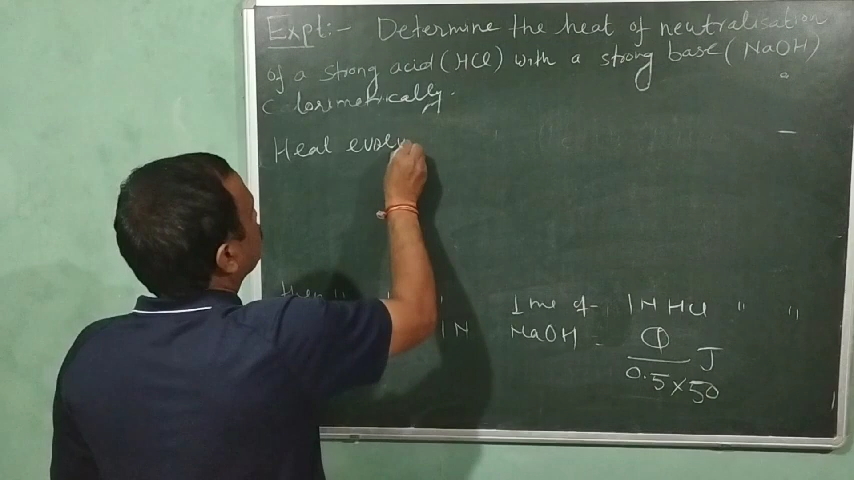 Expt:- Determine the heat of neutralisation
of a strong acid (HCl) with a strong base (NaOH)
Calorimetrically.
Heat evolv
then " " 1 ml of 1N HCl " "
1N NaOH = Q / 0.5×50 J